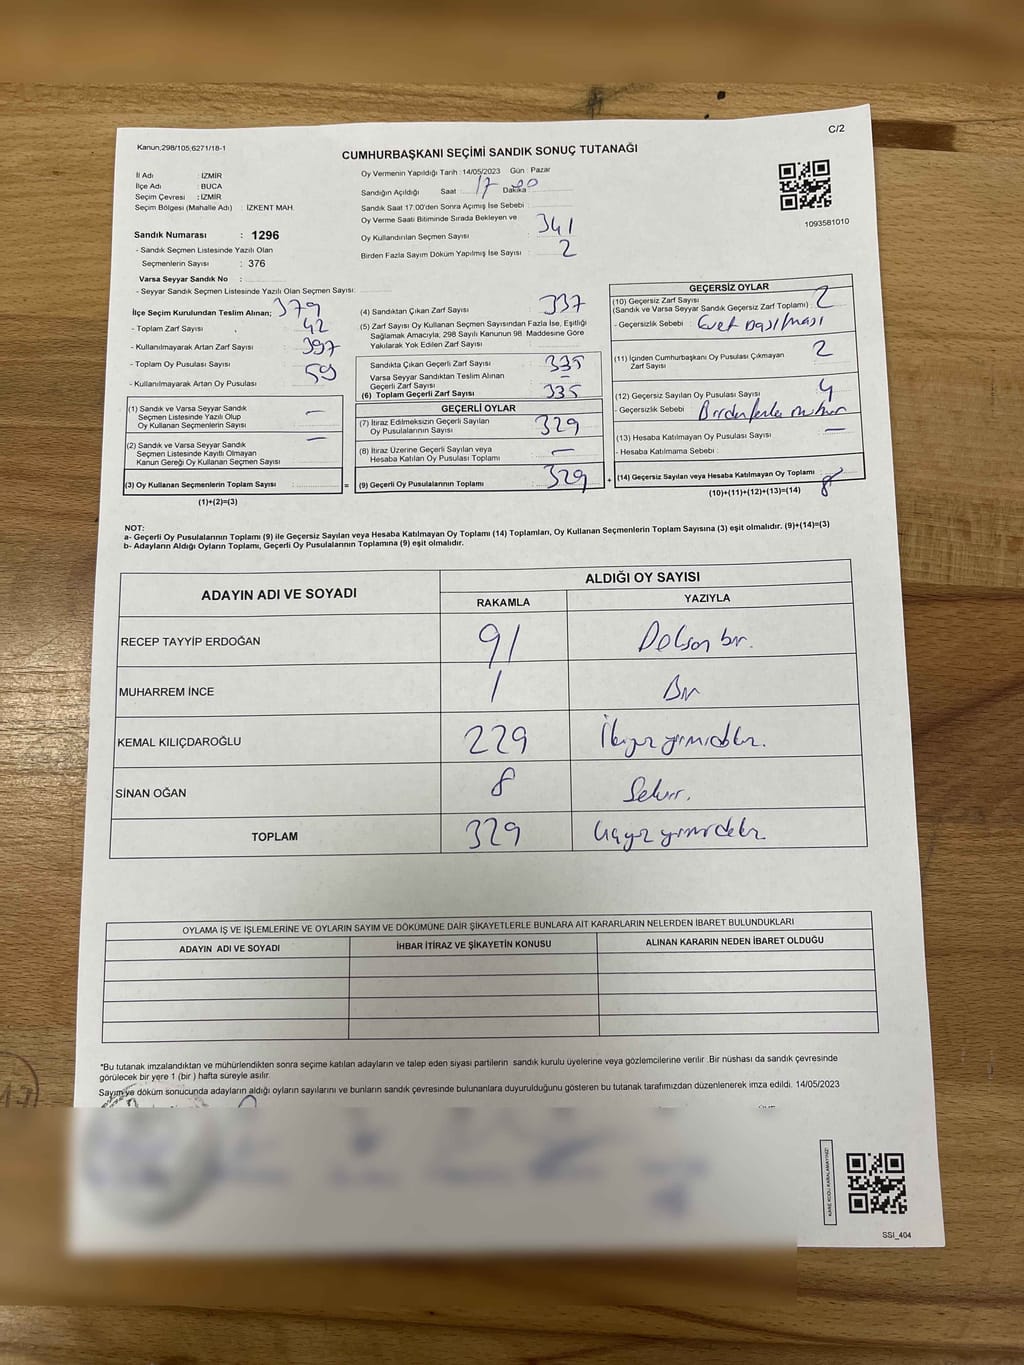 C/2
Kanun,298/105,6271/18-1
CUMHURBAŞKANI SEÇİMİ SANDIK SONUÇ TUTANAĞI
İl Adı : İZMİR
İlçe Adı : BUCA
Seçim Çevresi : İZMİR
Seçim Bölgesi (Mahalle Adı) : İZKENT MAH.
Oy Vermenin Yapıldığı Tarih : 14/05/2023 Gün : Pazar
Sandığın Açıldığı Saat : 17 Dakika : 00
Sandık Saat 17.00'den Sonra Açımış İse Sebebi :
Oy Verme Saati Bitiminde Sırada Bekleyen ve
Oy Kullandırılan Seçmen Sayısı : 341
Birden Fazla Sayım Döküm Yapılmış İse Sayısı : 2
1093581010
Sandık Numarası : 1296
- Sandık Seçmen Listesinde Yazılı Olan
Seçmenlerin Sayısı : 376
Varsa Seyyar Sandık No :
- Seyyar Sandık Seçmen Listesinde Yazılı Olan Seçmen Sayısı:
İlçe Seçim Kurulundan Teslim Alınan;
- Toplam Zarf Sayısı 379
- Kullanılmayarak Artan Zarf Sayısı 42
- Toplam Oy Pusulası Sayısı 397
- Kullanılmayarak Artan Oy Pusulası 59
(1) Sandık ve Varsa Seyyar Sandık
Seçmen Listesinde Yazılı Olup
Oy Kullanan Seçmenlerin Sayısı —
(2) Sandık ve Varsa Seyyar Sandık
Seçmen Listesinde Kayıtlı Olmayan
Kanun Gereği Oy Kullanan Seçmen Sayısı —
(3) Oy Kullanan Seçmenlerin Toplam Sayısı =
(1)+(2)=(3)
(4) Sandıktan Çıkan Zarf Sayısı : 337
(5) Zarf Sayısı Oy Kullanan Seçmen Sayısından Fazla İse, Eşitliği
Sağlamak Amacıyla, 298 Sayılı Kanunun 98. Maddesine Göre
Yakılarak Yok Edilen Zarf Sayısı :
Sandıkta Çıkan Geçerli Zarf Sayısı : 335
Varsa Seyyar Sandıktan Teslim Alınan
Geçerli Zarf Sayısı : —
(6) Toplam Geçerli Zarf Sayısı : 335
GEÇERLİ OYLAR
(7) İtiraz Edilmeksizin Geçerli Sayılan
Oy Pusulalarının Sayısı : 329
(8) İtiraz Üzerine Geçerli Sayılan veya
Hesaba Katılan Oy Pusulası Toplamı : —
(9) Geçerli Oy Pusulalarının Toplamı : 329 +
GEÇERSİZ OYLAR
(10) Geçersiz Zarf Sayısı
(Sandık ve Varsa Seyyar Sandık Geçersiz Zarf Toplamı) : 2
- Geçersizlik Sebebi : Evet basılması
(11) İçinden Cumhurbaşkanı Oy Pusulası Çıkmayan
Zarf Sayısı : 2
(12) Geçersiz Sayılan Oy Pusulası Sayısı : 4
- Geçersizlik Sebebi : Birden fazla mühür
(13) Hesaba Katılmayan Oy Pusulası Sayısı : —
- Hesaba Katılmama Sebebi :
(14) Geçersiz Sayılan veya Hesaba Katılmayan Oy Toplamı : 8
(10)+(11)+(12)+(13)=(14)
NOT:
a- Geçerli Oy Pusulalarının Toplamı (9) ile Geçersiz Sayılan veya Hesaba Katılmayan Oy Toplamı (14) Toplamları, Oy Kullanan Seçmenlerin Toplam Sayısına (3) eşit olmalıdır. (9)+(14)=(3)
b- Adayların Aldığı Oyların Toplamı, Geçerli Oy Pusulalarının Toplamına (9) eşit olmalıdır.
ADAYIN ADI VE SOYADI
ALDIĞI OY SAYISI
RAKAMLA YAZIYLA
RECEP TAYYİP ERDOĞAN 91 Doksan bir.
MUHARREM İNCE 1 Bir
KEMAL KILIÇDAROĞLU 229 İkiyüz yirmidokuz.
SİNAN OĞAN 8 Sekiz.
TOPLAM 329 Üçyüz yirmidokuz
OYLAMA İŞ VE İŞLEMLERİNE VE OYLARIN SAYIM VE DÖKÜMÜNE DAİR ŞİKAYETLERLE BUNLARA AİT KARARLARIN NELERDEN İBARET BULUNDUKLARI
ADAYIN ADI VE SOYADI İHBAR İTİRAZ VE ŞİKAYETİN KONUSU ALINAN KARARIN NEDEN İBARET OLDUĞU
*Bu tutanak imzalandıktan ve mühürlendikten sonra seçime katılan adayların ve talep eden siyasi partilerin sandık kurulu üyelerine veya gözlemcilerine verilir .Bir nüshası da sandık çevresinde
görülecek bir yere 1 (bir ) hafta süreyle asılır.
Sayım ve döküm sonucunda adayların aldığı oyların sayılarını ve bunların sandık çevresinde bulunanlara duyurulduğunu gösteren bu tutanak tarafımızdan düzenlenerek imza edildi. 14/05/2023
KARE KODU KARALAMAYINIZ!
SSI_404